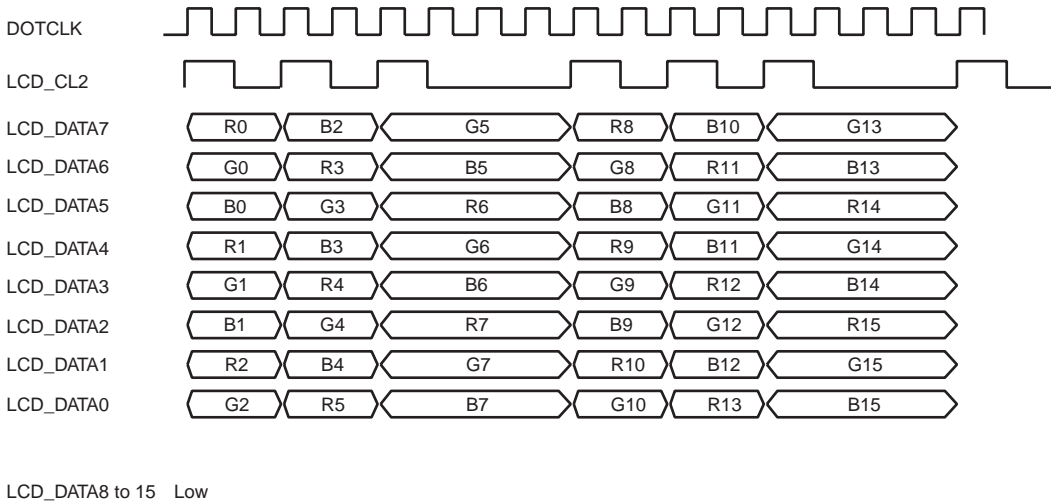 DOTCLK
LCD_CL2
LCD_DATA7 R0 B2 G5 R8 B10 G13
LCD_DATA6 G0 R3 B5 G8 R11 B13
LCD_DATA5 B0 G3 R6 B8 G11 R14
LCD_DATA4 R1 B3 G6 R9 B11 G14
LCD_DATA3 G1 R4 B6 G9 R12 B14
LCD_DATA2 B1 G4 R7 B9 G12 R15
LCD_DATA1 R2 B4 G7 R10 B12 G15
LCD_DATA0 G2 R5 B7 G10 R13 B15
LCD_DATA8 to 15 Low